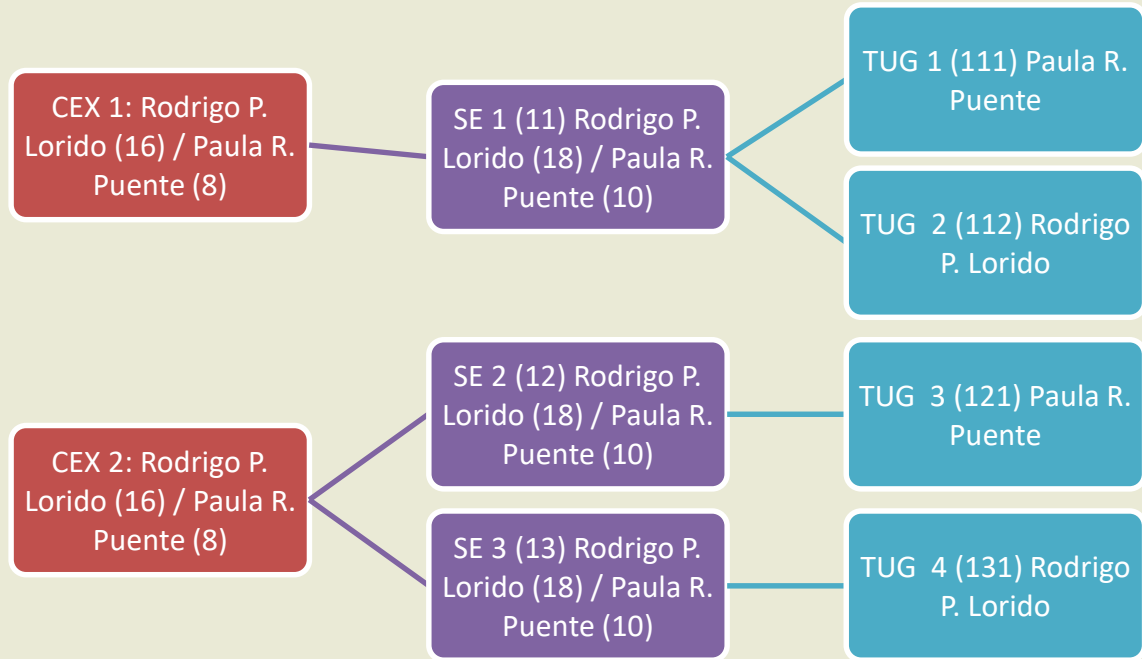 CEX 1: Rodrigo P.
Lorido (16) / Paula R.
Puente (8)
SE 1 (11) Rodrigo P.
Lorido (18) / Paula R.
Puente (10)
TUG 1 (111) Paula R.
Puente
TUG 2 (112) Rodrigo
P. Lorido
CEX 2: Rodrigo P.
Lorido (16) / Paula R.
Puente (8)
SE 2 (12) Rodrigo P.
Lorido (18) / Paula R.
Puente (10)
TUG 3 (121) Paula R.
Puente
SE 3 (13) Rodrigo P.
Lorido (18) / Paula R.
Puente (10)
TUG 4 (131) Rodrigo
P. Lorido